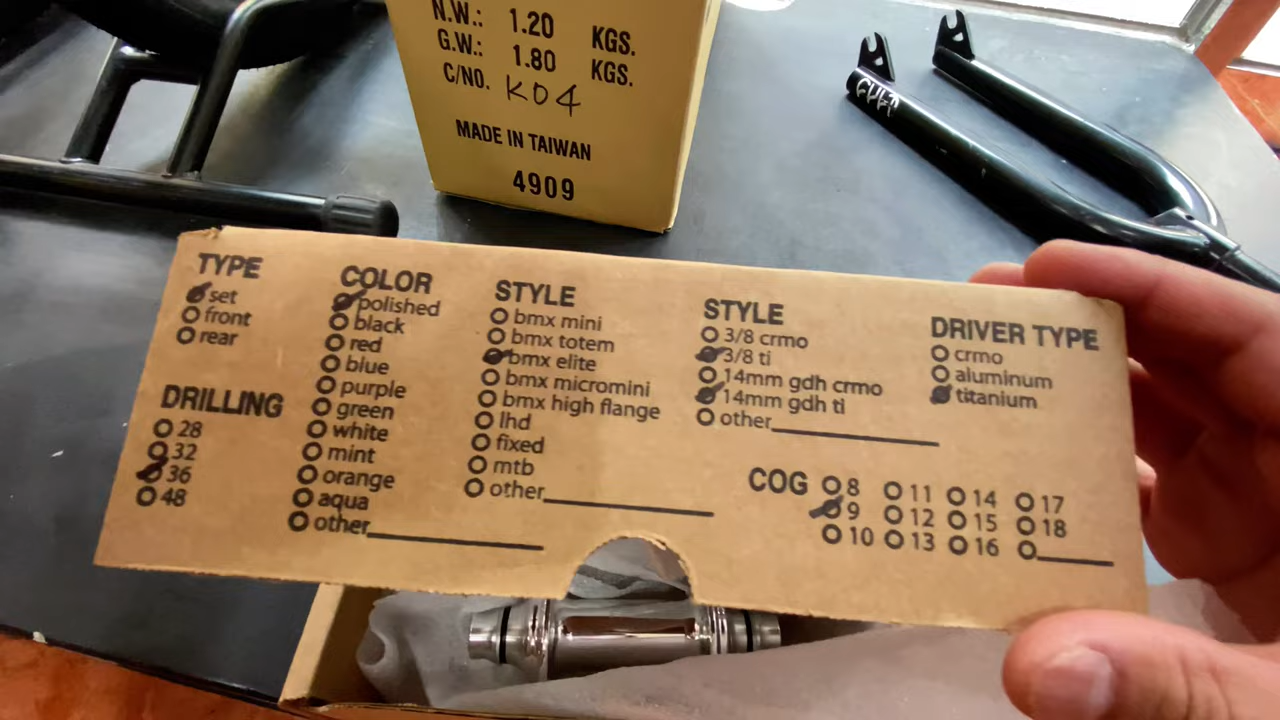 N.W.: 1.20 KGS.
G.W.: 1.80 KGS.
C/NO. K04
MADE IN TAIWAN
4909
CULT
TYPE
set
front
rear
DRILLING
28
32
36
48
COLOR
polished
black
red
blue
purple
green
white
mint
orange
aqua
other
STYLE
bmx mini
bmx totem
bmx elite
bmx micromini
bmx high flange
lhd
fixed
mtb
other
STYLE
3/8 crmo
3/8 ti
14mm gdh crmo
14mm gdh ti
other
DRIVER TYPE
crmo
aluminum
titanium
COG
8 11 14 17
9 12 15 18
10 13 16